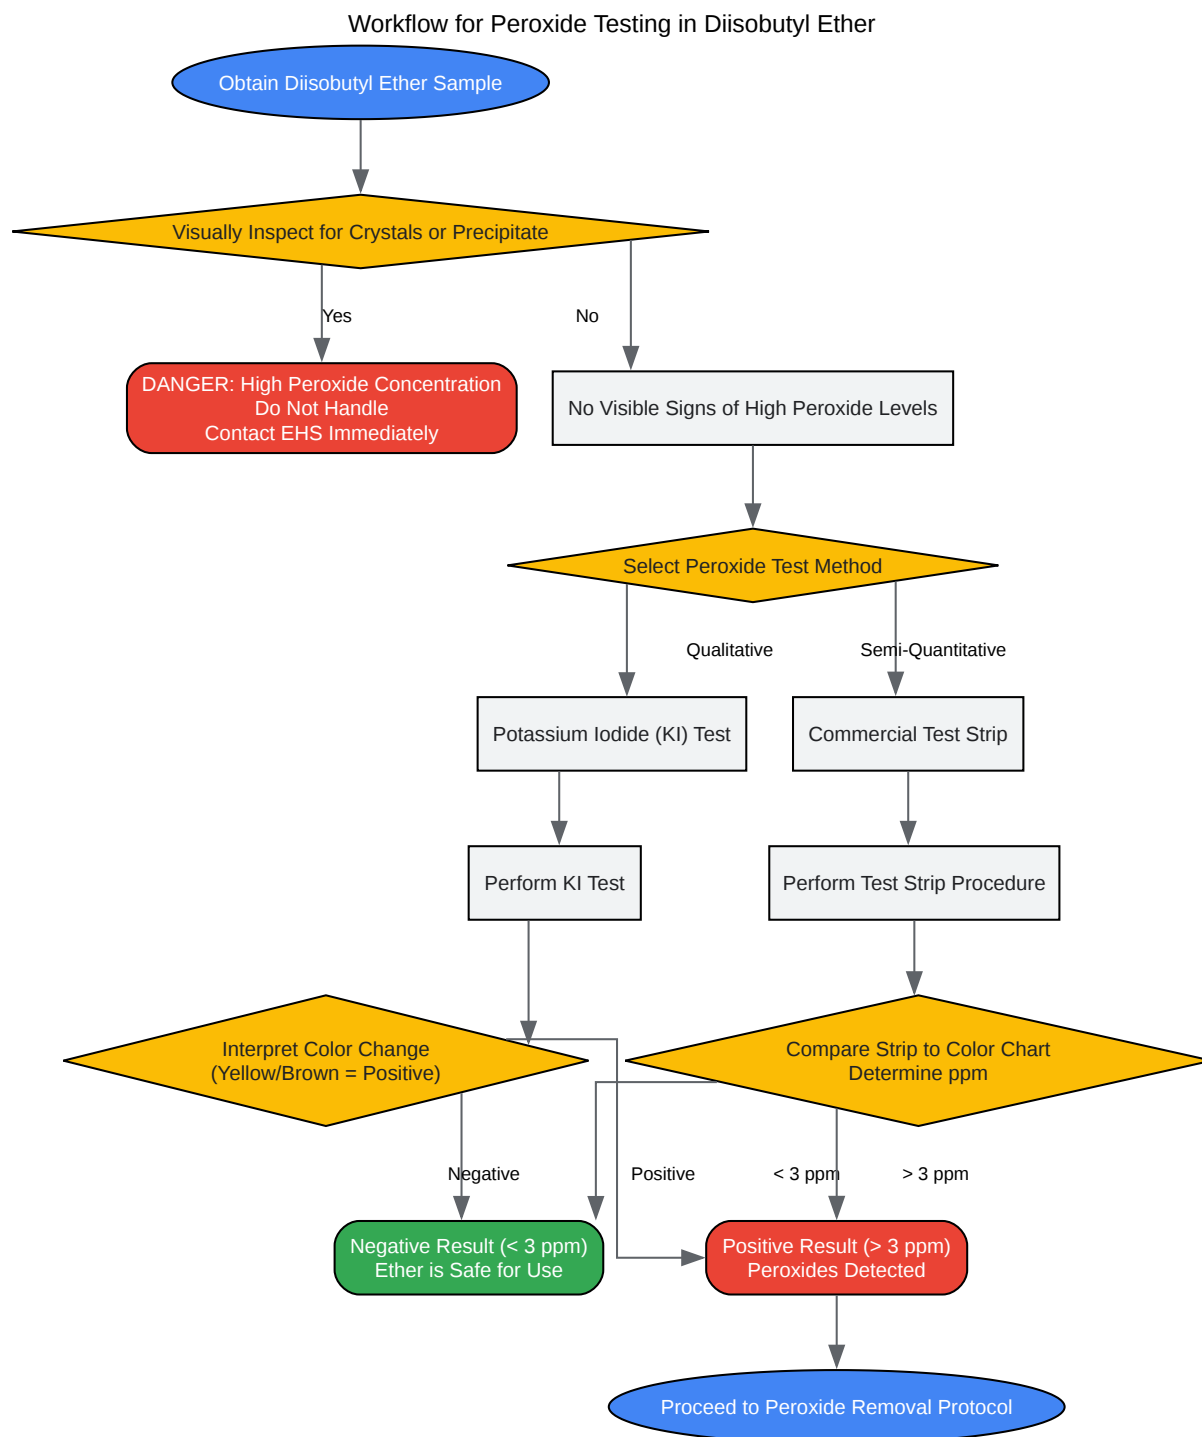 Workflow for Peroxide Testing in Diisobutyl Ether
Obtain Diisobutyl Ether Sample
Visually Inspect for Crystals or Precipitate
Yes
No
DANGER: High Peroxide Concentration
Do Not Handle
Contact EHS Immediately
No Visible Signs of High Peroxide Levels
Select Peroxide Test Method
Qualitative
Semi-Quantitative
Potassium Iodide (KI) Test
Commercial Test Strip
Perform KI Test
Perform Test Strip Procedure
Interpret Color Change
(Yellow/Brown = Positive)
Compare Strip to Color Chart
Determine ppm
Negative
Positive
< 3 ppm
> 3 ppm
Negative Result (< 3 ppm)
Ether is Safe for Use
Positive Result (> 3 ppm)
Peroxides Detected
Proceed to Peroxide Removal Protocol